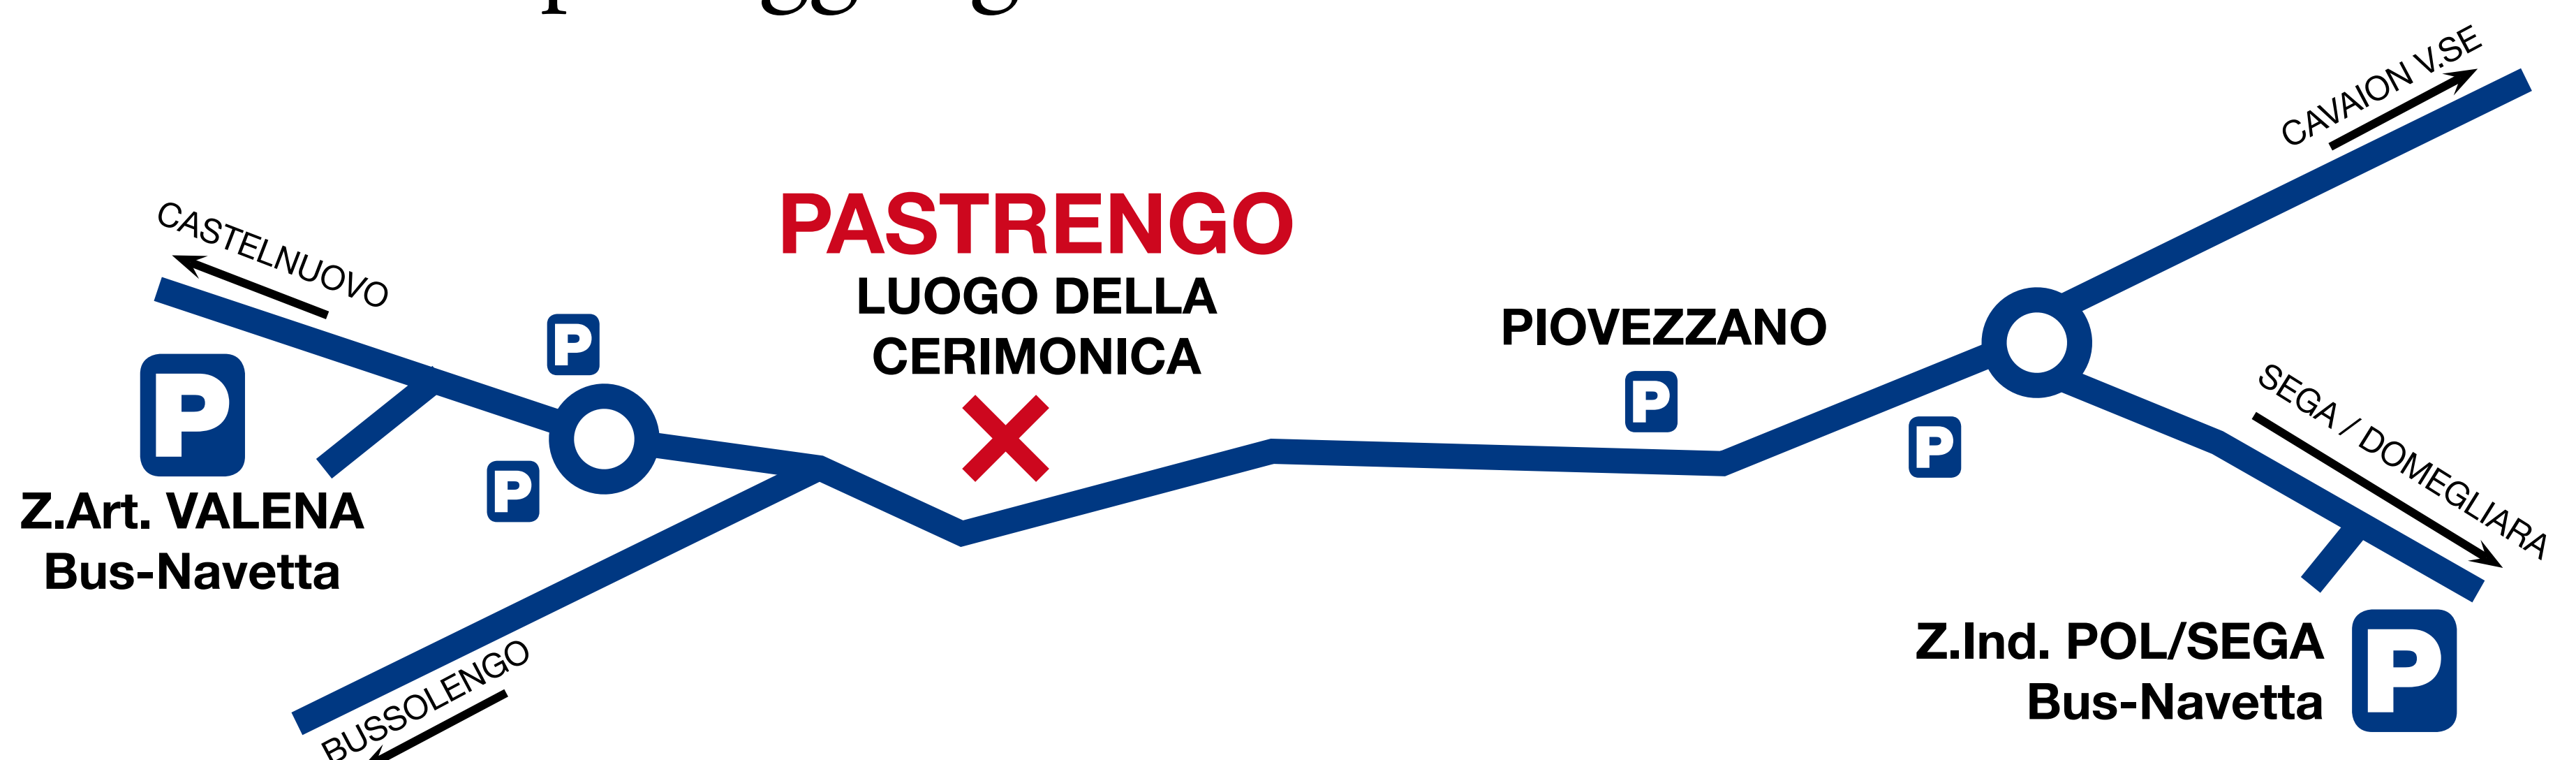 CAVAION V.SE
CASTELNUOVO
PASTRENGO
LUOGO DELLA
CERIMONICA
PIOVEZZANO
P
P
P
P
P
SEGA / DOMEGLIARA
Z.Art. VALENA
Bus-Navetta
BUSSOLENGO
Z.Ind. POL/SEGA
Bus-Navetta
P